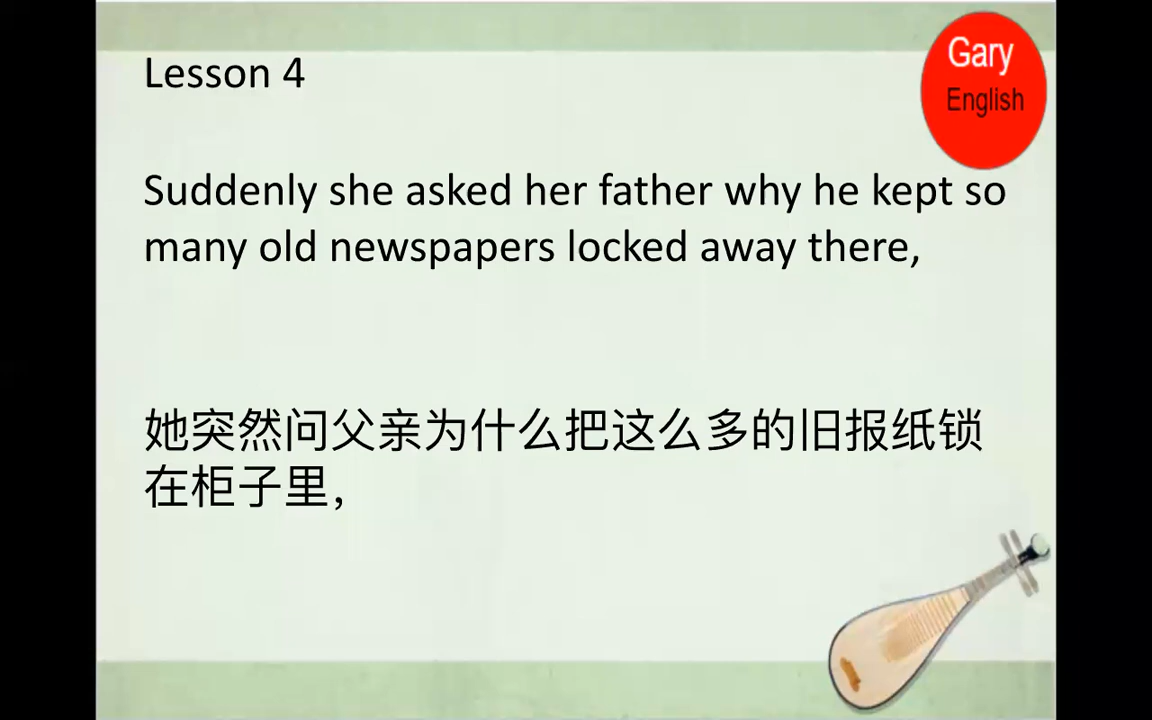 Lesson 4
Gary
English
Suddenly she asked her father why he kept so
many old newspapers locked away there,
她突然问父亲为什么把这么多的旧报纸锁
在柜子里，